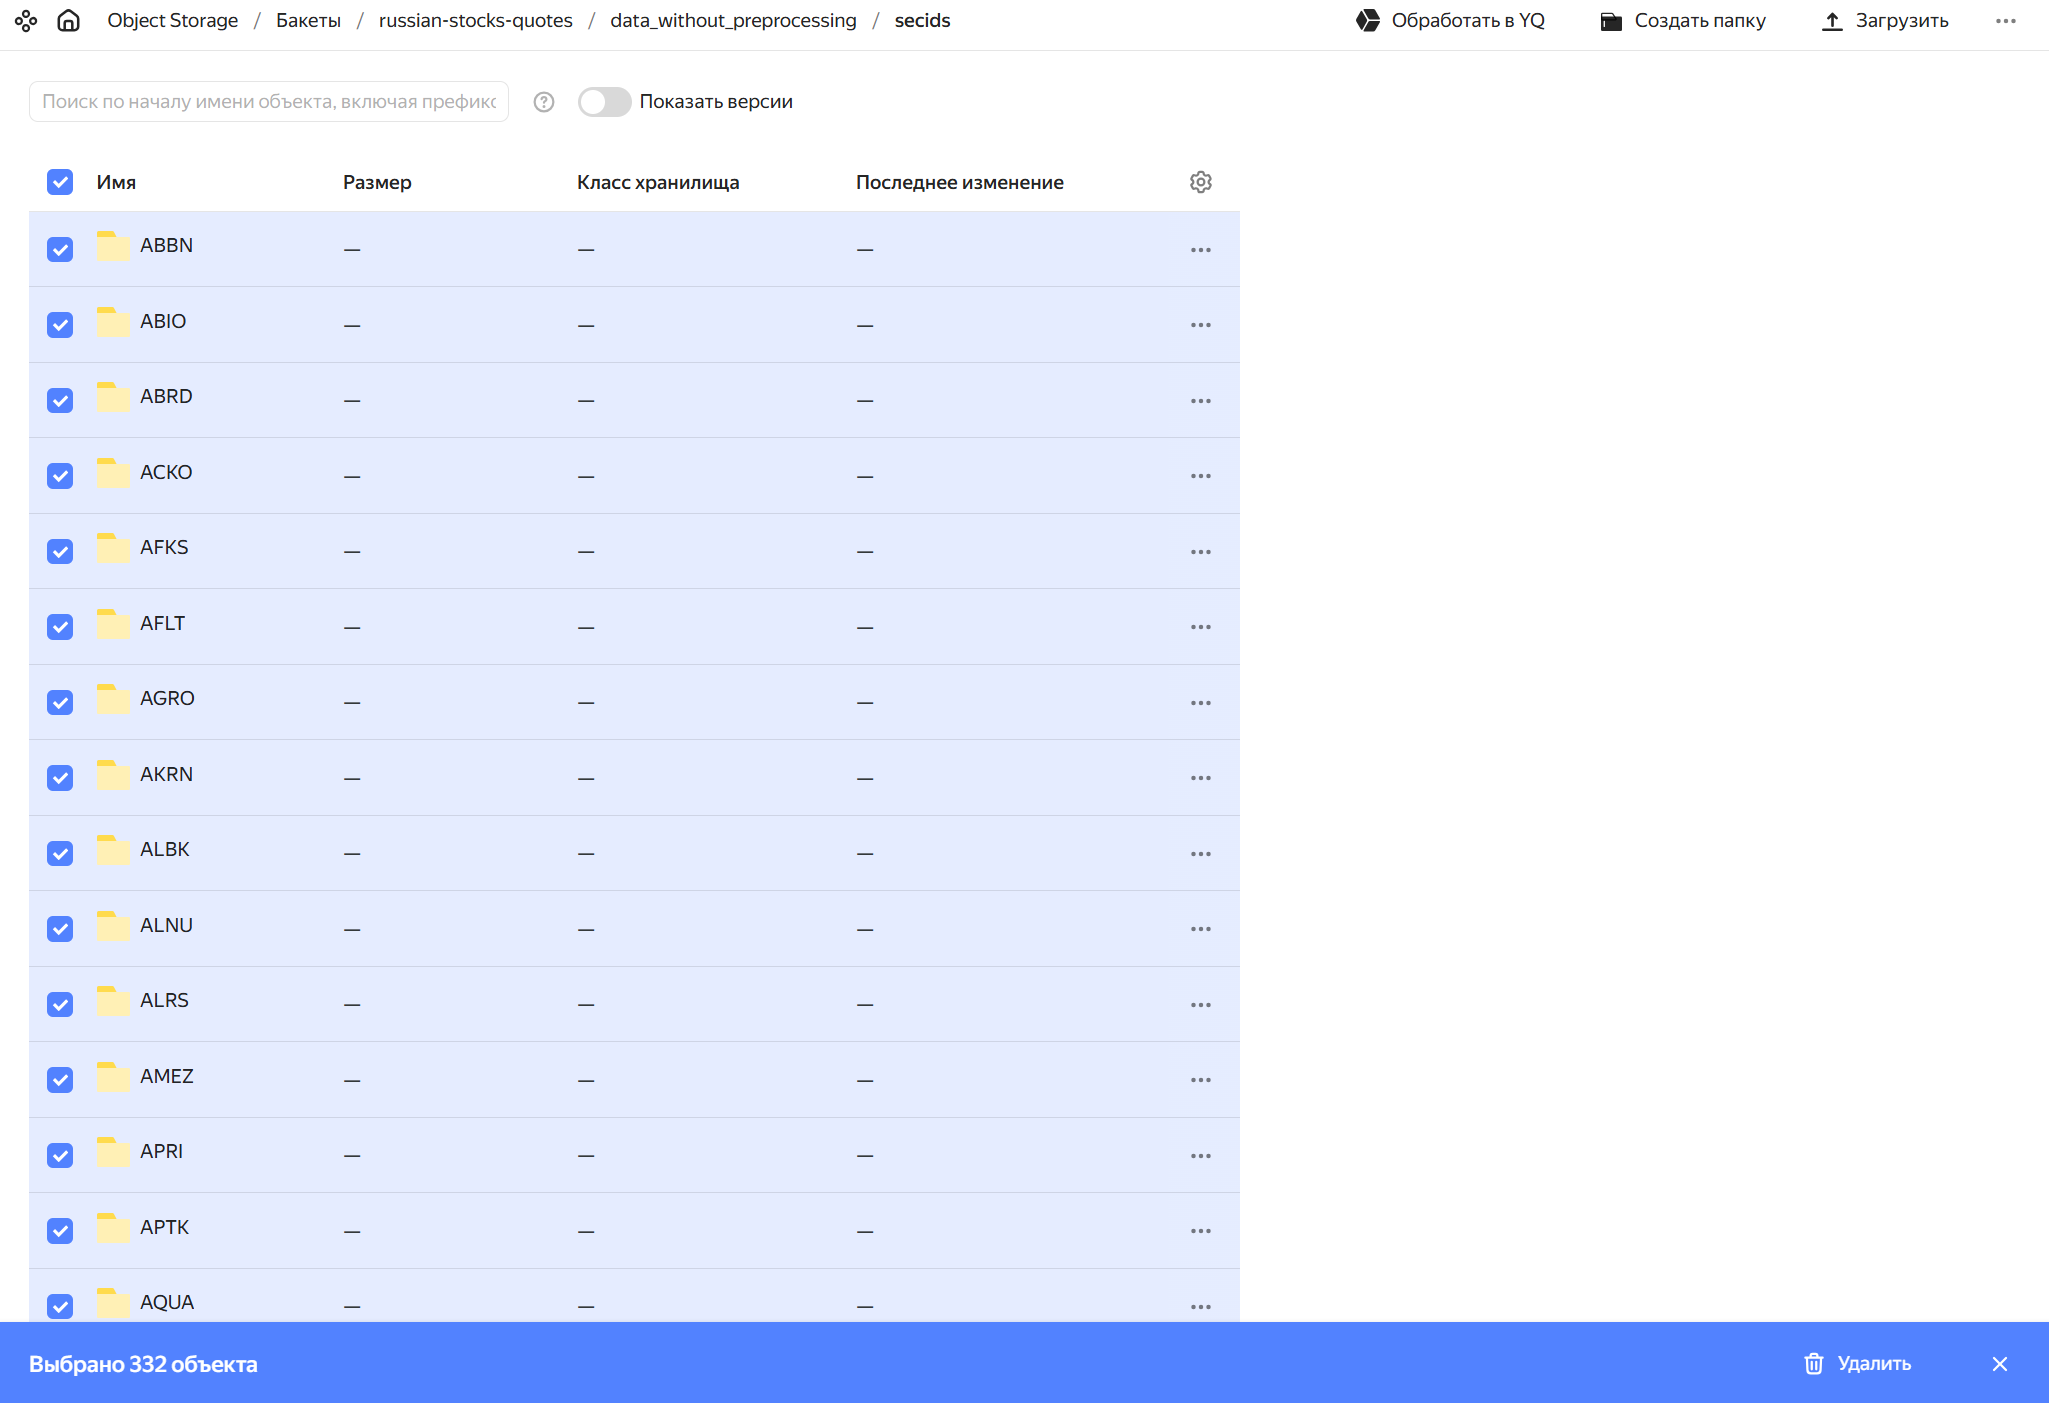 Object Storage / Бакеты / russian-stocks-quotes / data_without_preprocessing / secids
Обработать в YQ
Создать папку
Загрузить
Поиск по началу имени объекта, включая префикс
Показать версии
Имя Размер Класс хранилища Последнее изменение
ABBN — — —
ABIO — — —
ABRD — — —
ACKO — — —
AFKS — — —
AFLT — — —
AGRO — — —
AKRN — — —
ALBK — — —
ALNU — — —
ALRS — — —
AMEZ — — —
APRI — — —
APTK — — —
AQUA — — —
Выбрано 332 объекта
Удалить